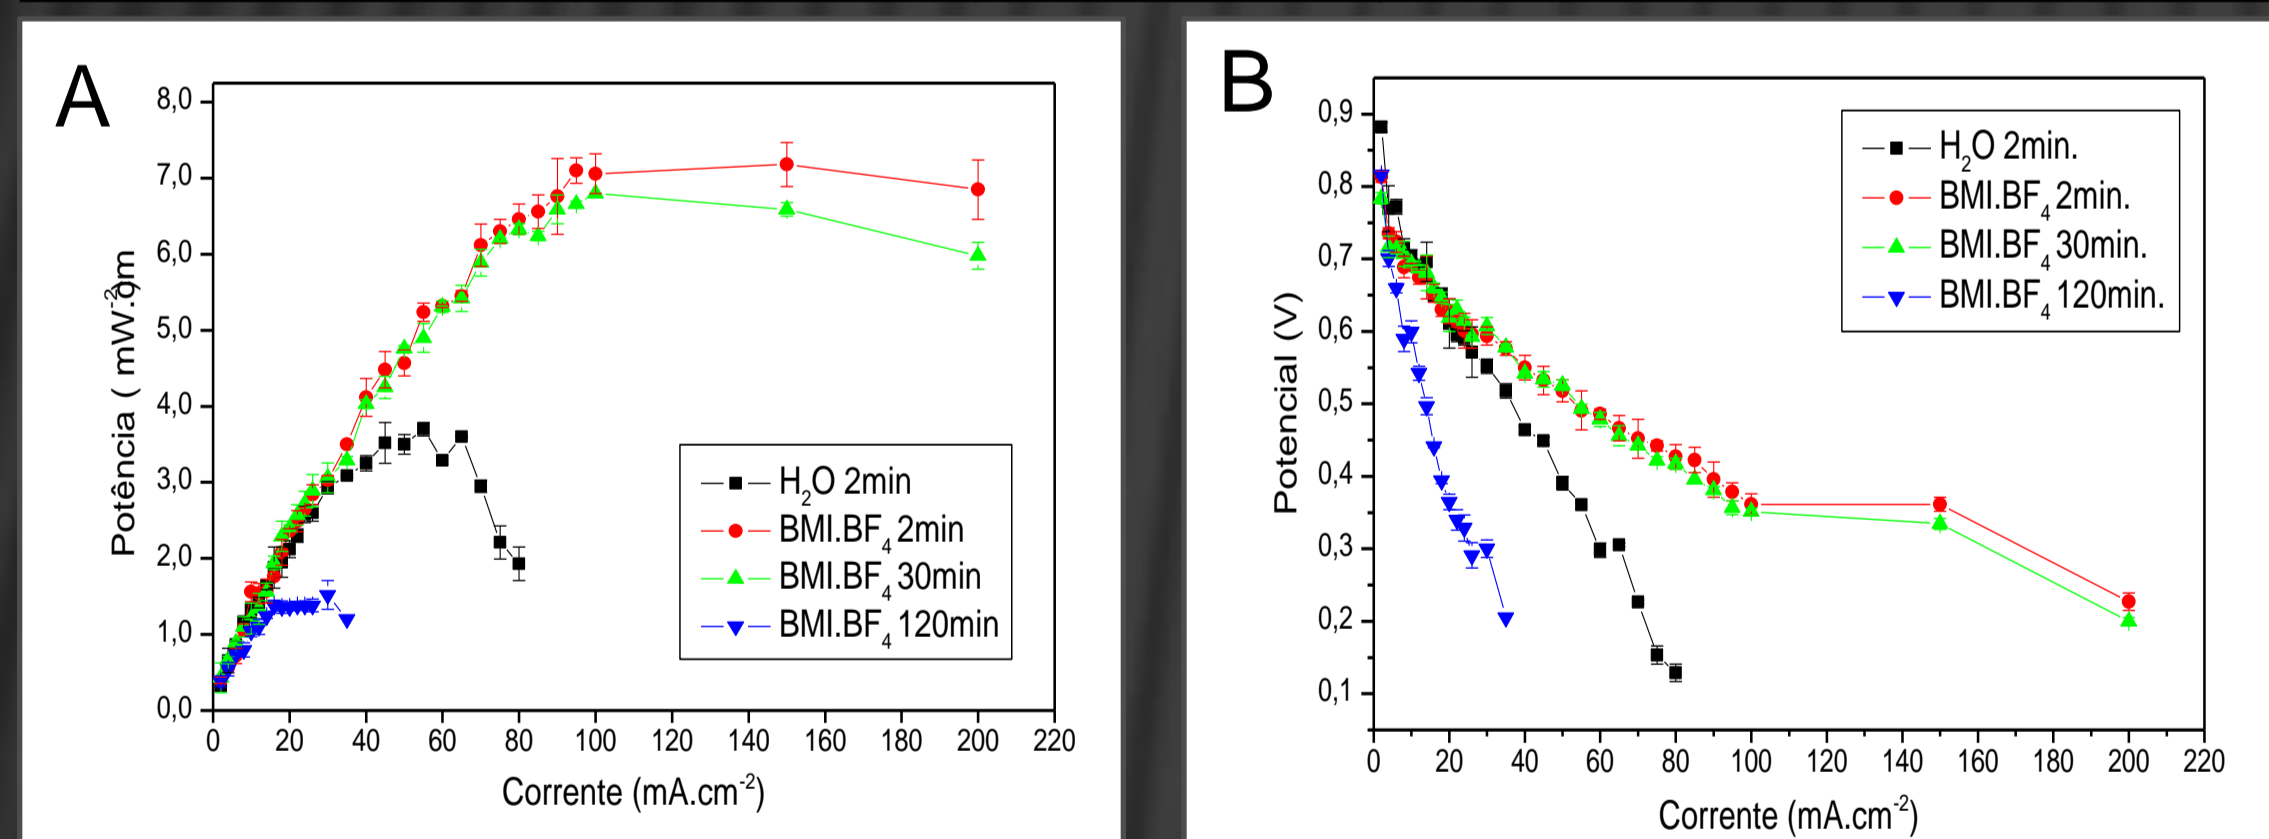 A
Potência ( mW.cm⁻²)
8,0
7,0
6,0
5,0
4,0
3,0
2,0
1,0
0,0
0 20 40 60 80 100 120 140 160 180 200 220
Corrente (mA.cm⁻²)
H₂O 2min
BMI.BF₄ 2min
BMI.BF₄ 30min
BMI.BF₄ 120min
B
Potencial (V)
0,9
0,8
0,7
0,6
0,5
0,4
0,3
0,2
0,1
0 20 40 60 80 100 120 140 160 180 200 220
Corrente (mA.cm⁻²)
H₂O 2min.
BMI.BF₄ 2min.
BMI.BF₄ 30min.
BMI.BF₄ 120min.